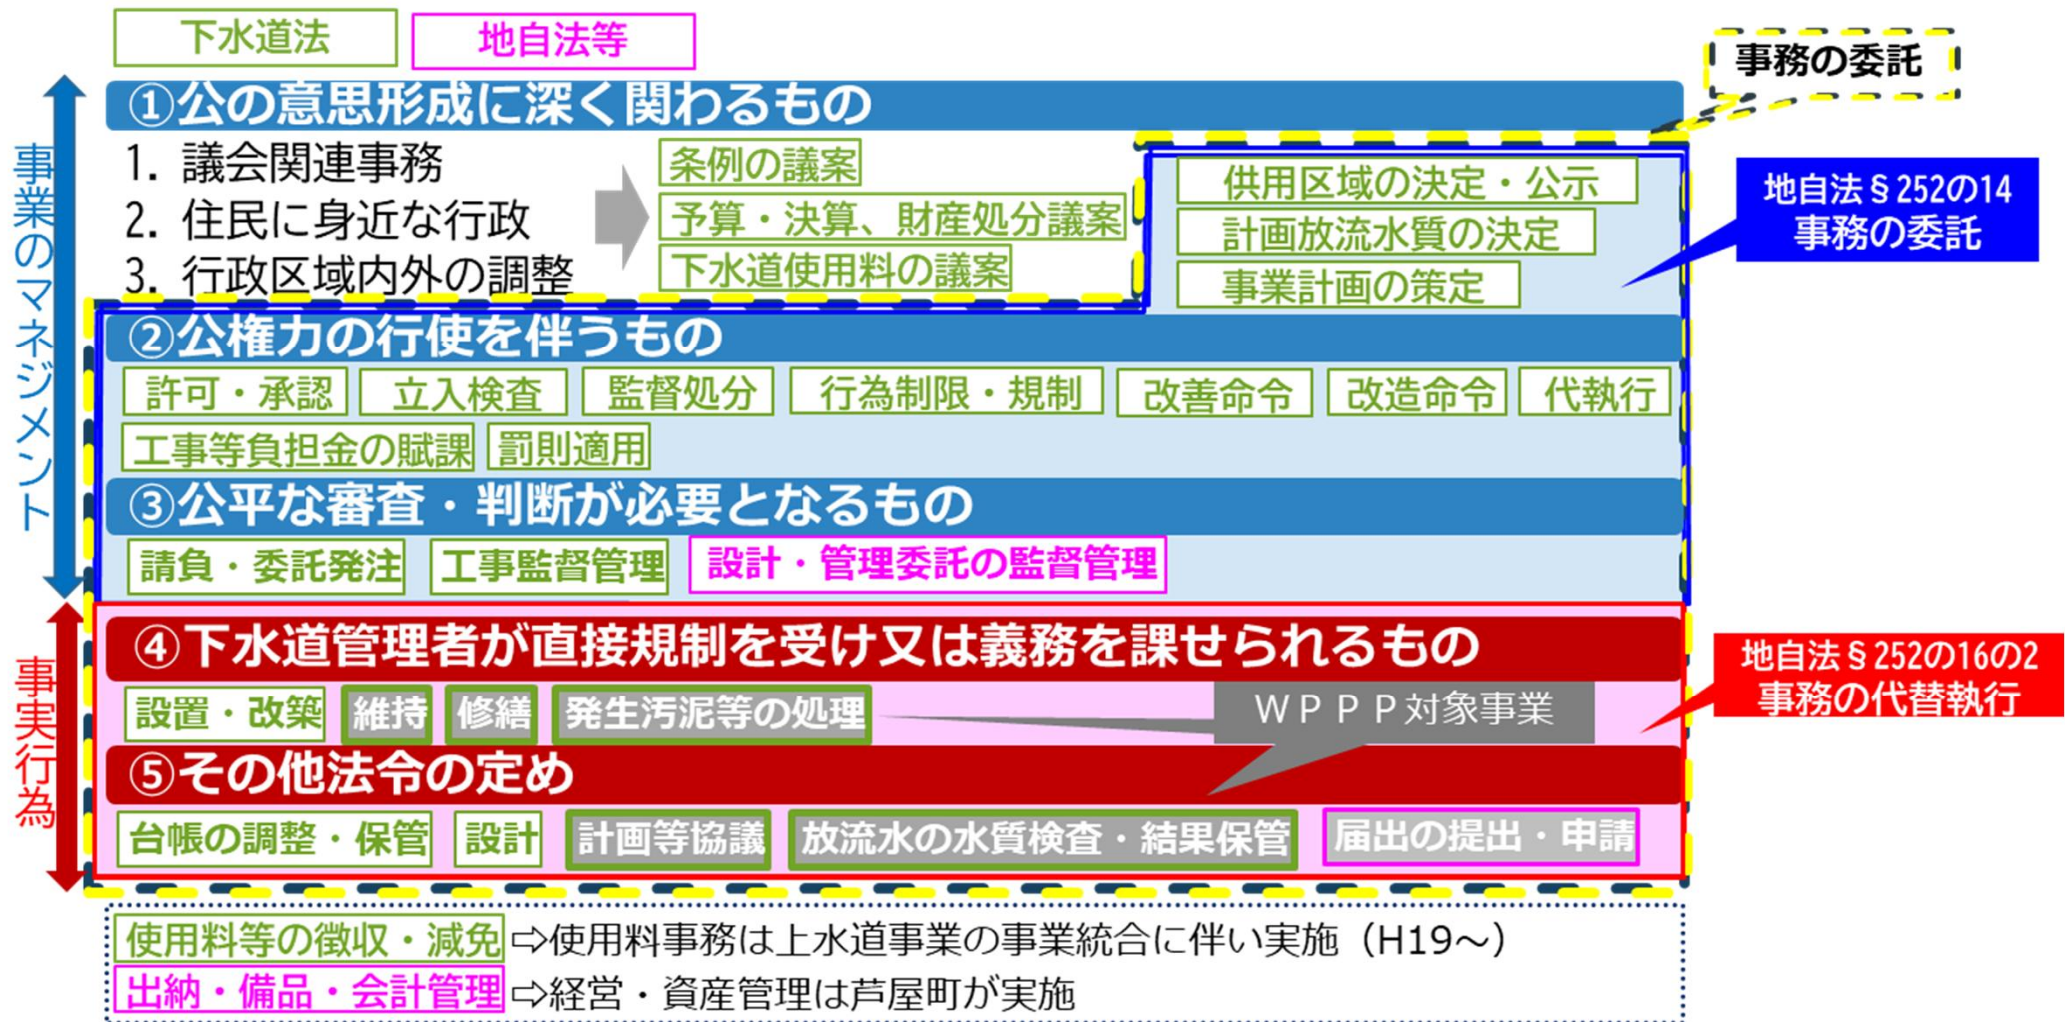 下水道法
地自法等
事務の委託
①公の意思形成に深く関わるもの
1. 議会関連事務
2. 住民に身近な行政
3. 行政区域内外の調整
条例の議案
予算・決算、財産処分議案
下水道使用料の議案
供用区域の決定・公示
計画放流水質の決定
事業計画の策定
地自法§252の14
事務の委託
事業のマネジメント
②公権力の行使を伴うもの
許可・承認
立入検査
監督処分
行為制限・規制
改善命令
改造命令
代執行
工事等負担金の賦課
罰則適用
③公平な審査・判断が必要となるもの
請負・委託発注
工事監督管理
設計・管理委託の監督管理
事実行為
④下水道管理者が直接規制を受け又は義務を課せられるもの
設置・改築
維持
修繕
発生汚泥等の処理
WPPP対象事業
地自法§252の16の2
事務の代替執行
⑤その他法令の定め
台帳の調整・保管
設計
計画等協議
放流水の水質検査・結果保管
届出の提出・申請
使用料等の徴収・減免⇨使用料事務は上水道事業の事業統合に伴い実施（H19～）
出納・備品・会計管理⇨経営・資産管理は芦屋町が実施